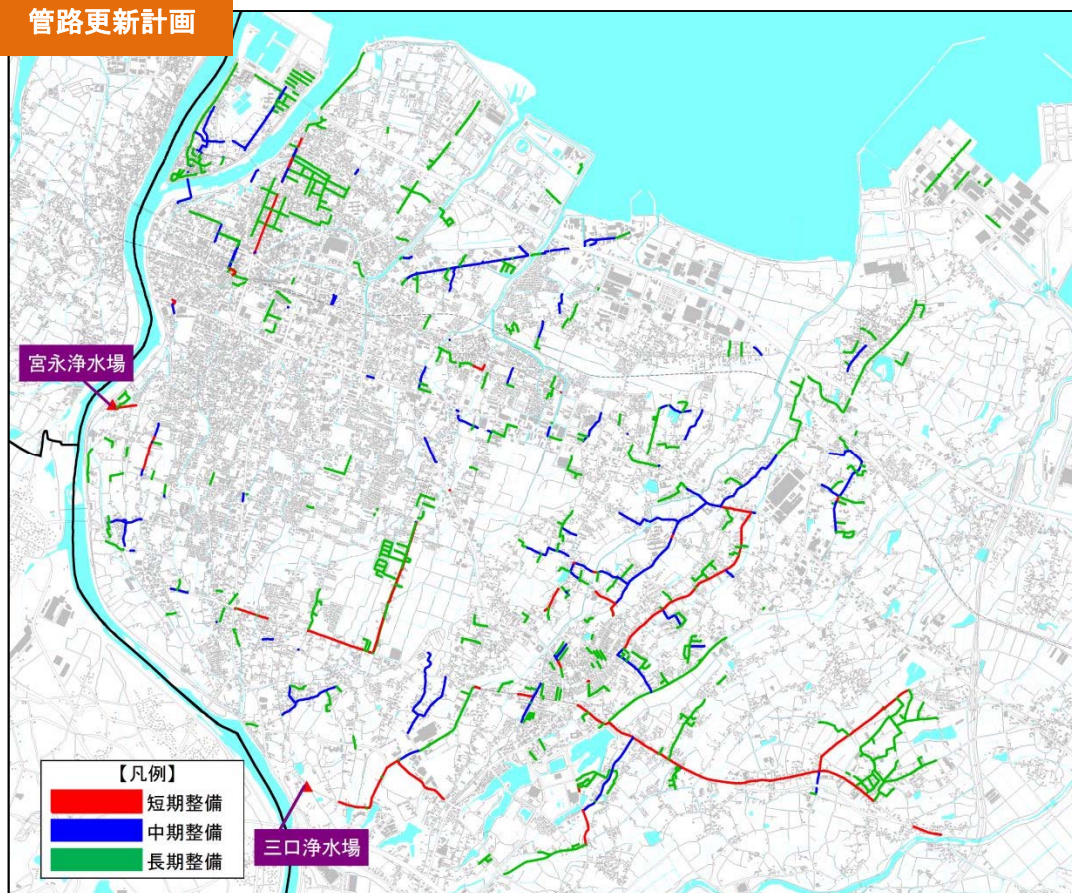 管路更新計画
宮永浄水場
【凡例】
短期整備
中期整備
長期整備
三口浄水場